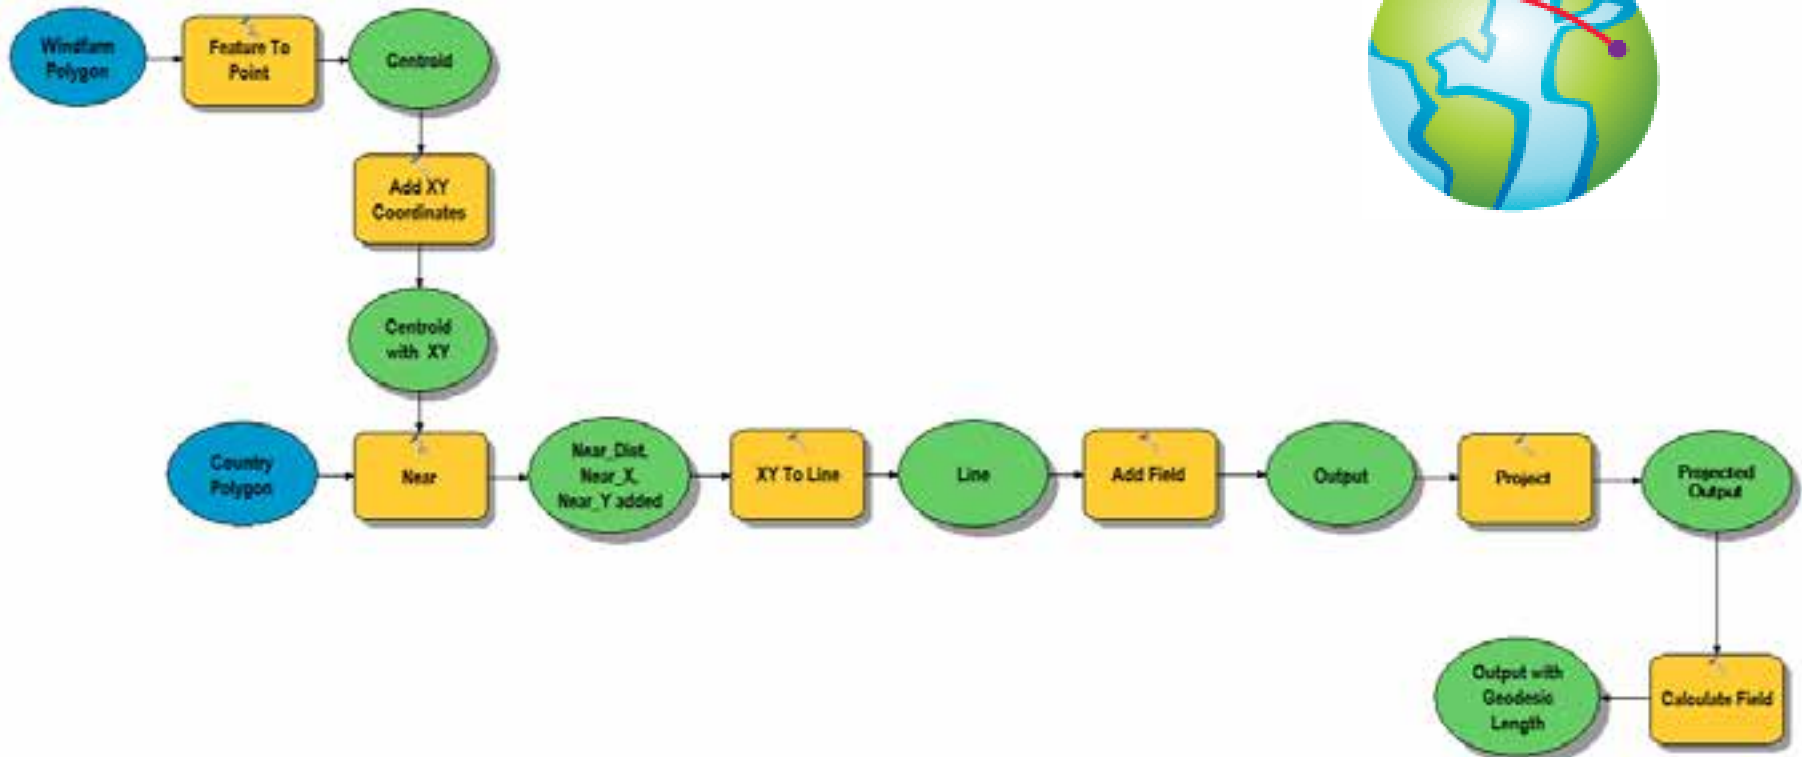 Windfarm
Polygon
Feature To
Point
Centroid
Add XY
Coordinates
Centroid
with XY
Country
Polygon
Near
Near_Dist,
Near_X,
Near_Y added
XY To Line
Line
Add Field
Output
Project
Projected
Output
Calculate Field
Output with
Geodesic
Length